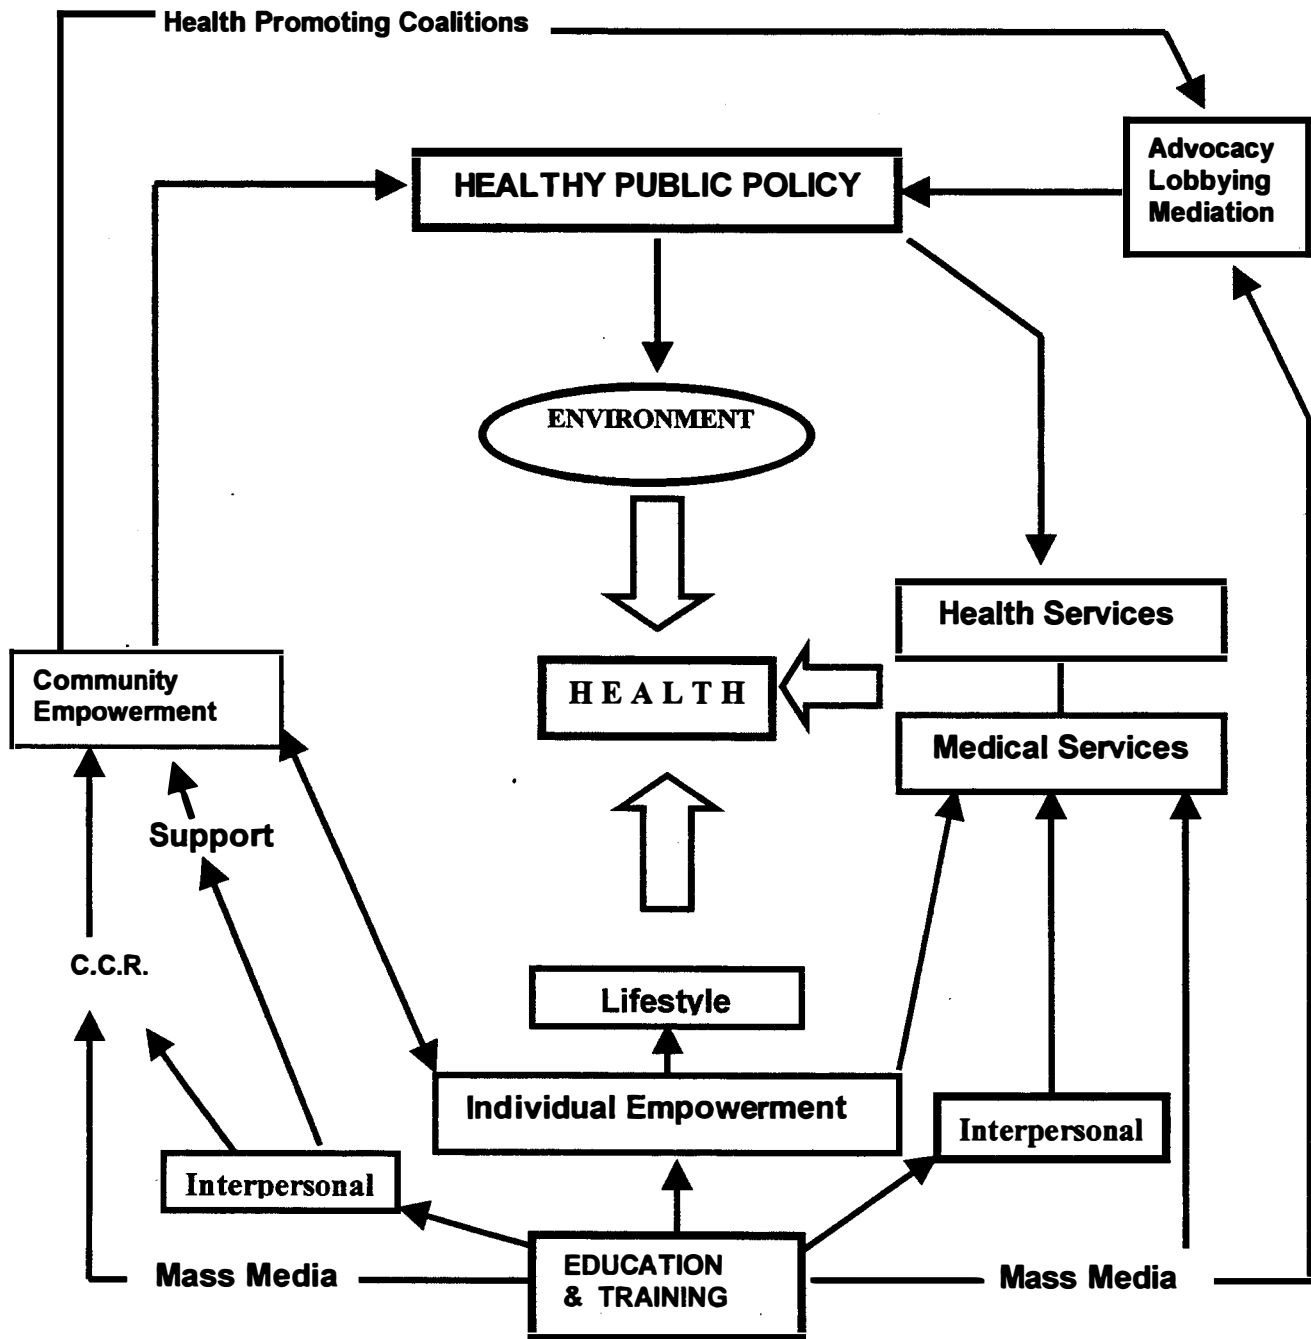 Health Promoting Coalitions
Advocacy
Lobbying
Mediation
HEALTHY PUBLIC POLICY
ENVIRONMENT
Health Services
Community
Empowerment
H E A L T H
Medical Services
Support
C.C.R.
Lifestyle
Individual Empowerment
Interpersonal
Interpersonal
EDUCATION
& TRAINING
Mass Media
Mass Media